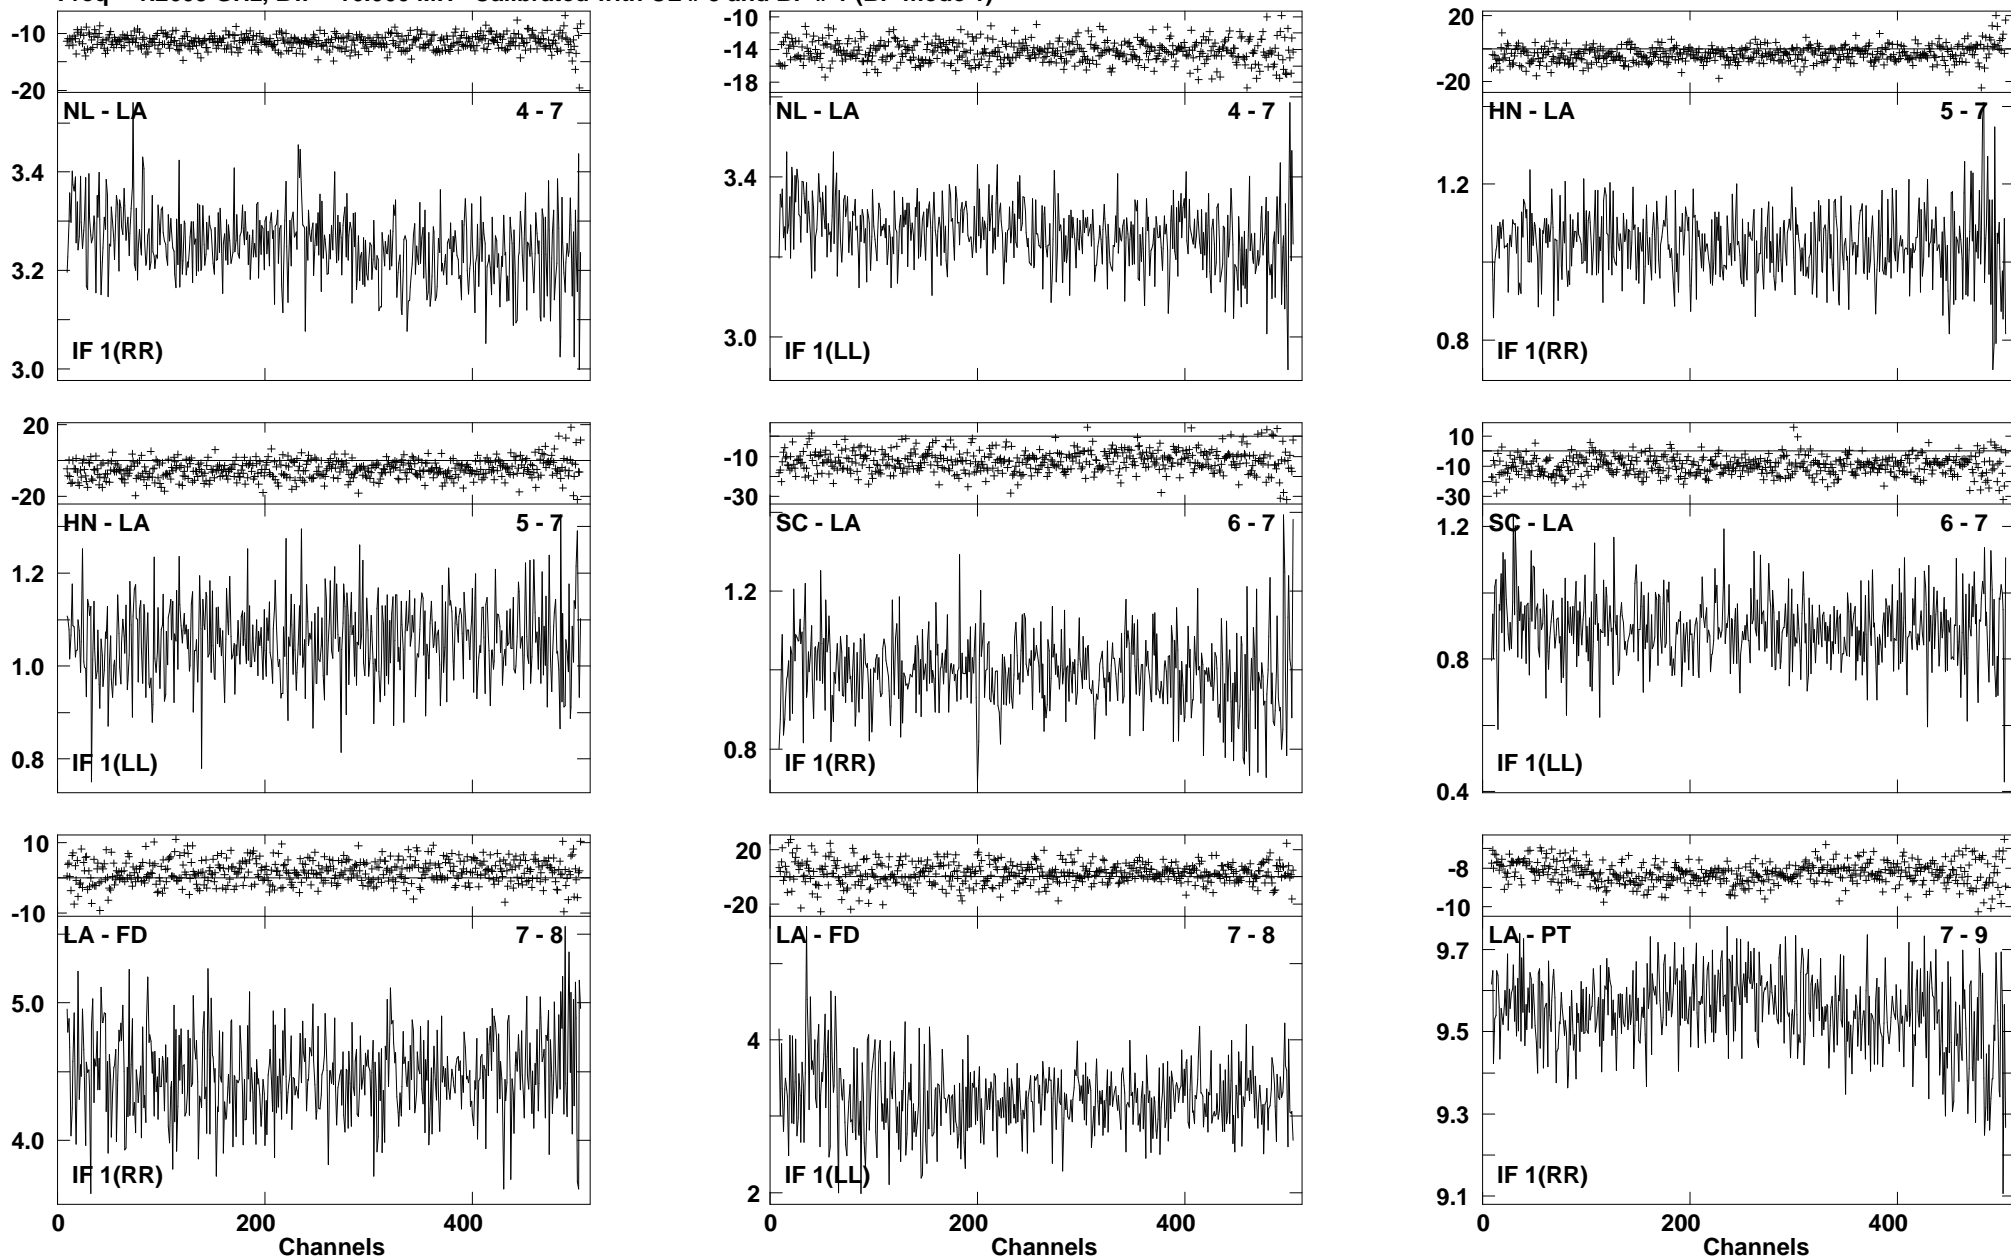 -10
-20
NL - LA 4 - 7
3.4
3.2
3.0
IF 1(RR)
-10
-14
-18
NL - LA 4 - 7
3.4
3.0
IF 1(LL)
20
-20
HN - LA 5 - 7
1.2
0.8
IF 1(RR)
20
-20
HN - LA 5 - 7
1.2
1.0
0.8
IF 1(LL)
-10
-30
SC - LA 6 - 7
1.2
0.8
IF 1(RR)
10
-10
-30
SC - LA 6 - 7
1.2
0.8
0.4
IF 1(LL)
10
-10
LA - FD 7 - 8
5.0
4.0
IF 1(RR)
0 200 400
Channels
20
-20
LA - FD 7 - 8
4
2
IF 1(LL)
0 200 400
Channels
-8
-10
LA - PT 7 - 9
9.7
9.5
9.3
9.1
IF 1(RR)
0 200 400
Channels